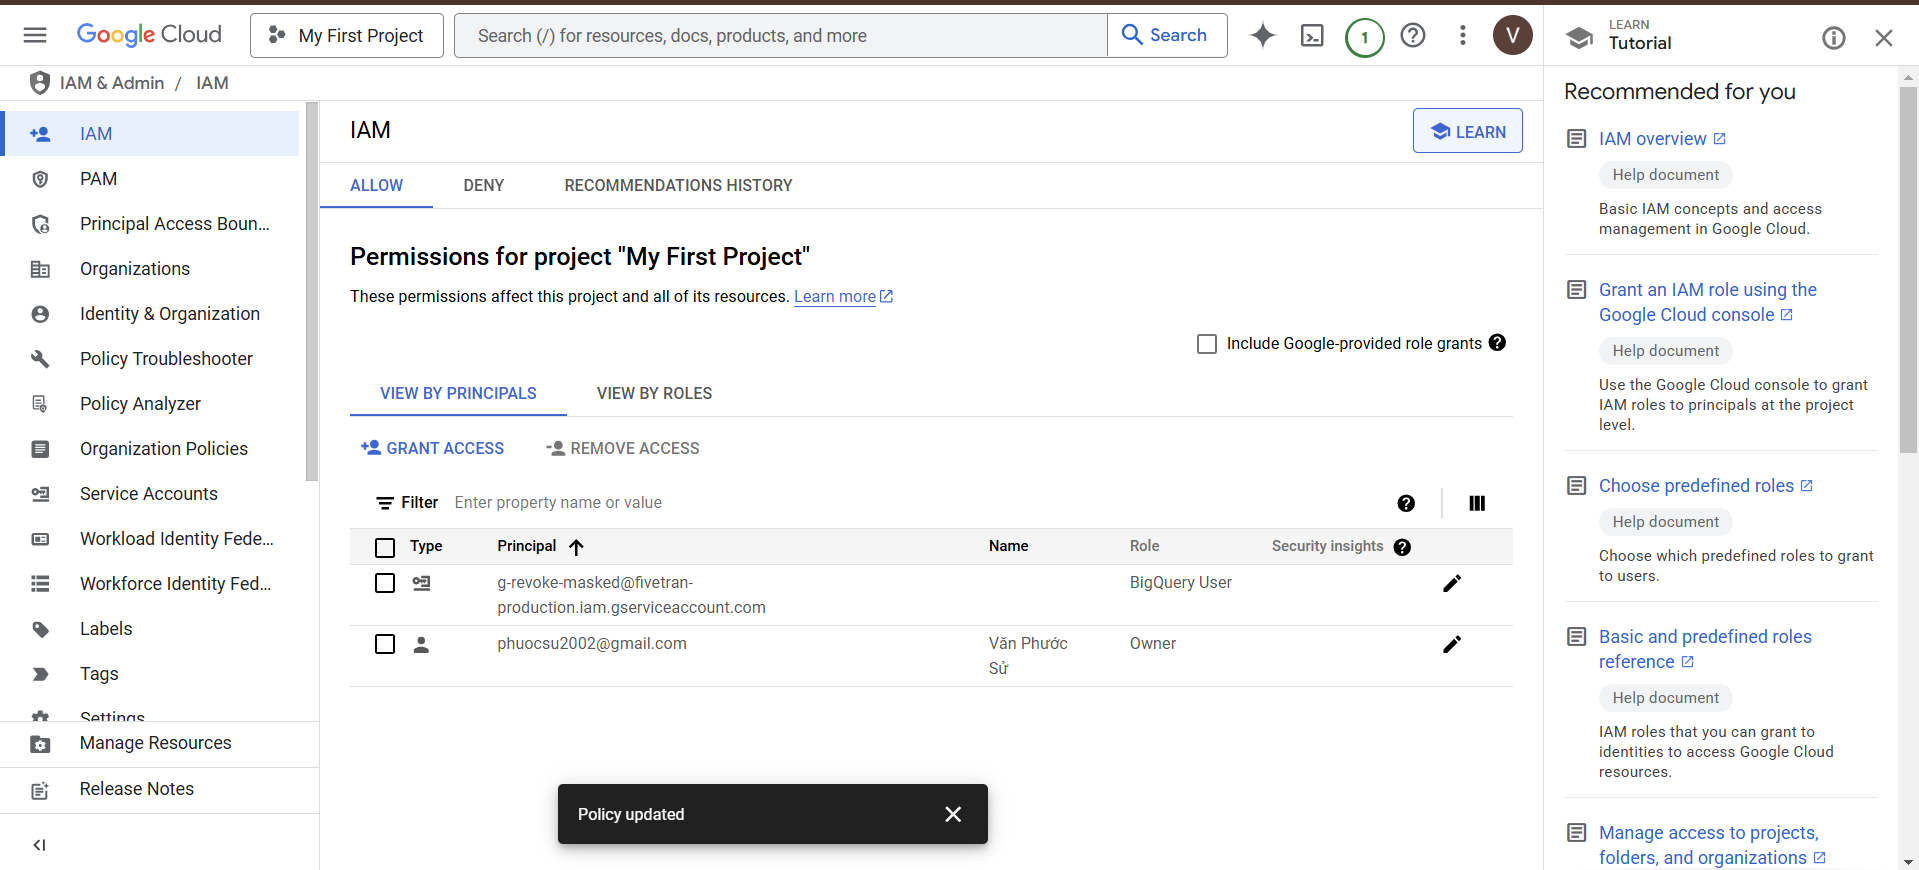 Google Cloud
My First Project
Search (/) for resources, docs, products, and more
Search
1
V
LEARN
Tutorial
IAM & Admin / IAM
IAM
PAM
Principal Access Boun...
Organizations
Identity & Organization
Policy Troubleshooter
Policy Analyzer
Organization Policies
Service Accounts
Workload Identity Fede...
Workforce Identity Fed...
Labels
Tags
Settings
Manage Resources
Release Notes
IAM
LEARN
ALLOW DENY RECOMMENDATIONS HISTORY
Permissions for project "My First Project"
These permissions affect this project and all of its resources. Learn more
Include Google-provided role grants
VIEW BY PRINCIPALS VIEW BY ROLES
GRANT ACCESS REMOVE ACCESS
Filter Enter property name or value
Type Principal Name Role Security insights
g-revoke-masked@fivetran- BigQuery User
production.iam.gserviceaccount.com
phuocsu2002@gmail.com Văn Phước Owner
Sử
Policy updated
Recommended for you
IAM overview
Help document
Basic IAM concepts and access
management in Google Cloud.
Grant an IAM role using the
Google Cloud console
Help document
Use the Google Cloud console to grant
IAM roles to principals at the project
level.
Choose predefined roles
Help document
Choose which predefined roles to grant
to users.
Basic and predefined roles
reference
Help document
IAM roles that you can grant to
identities to access Google Cloud
resources.
Manage access to projects,
folders, and organizations